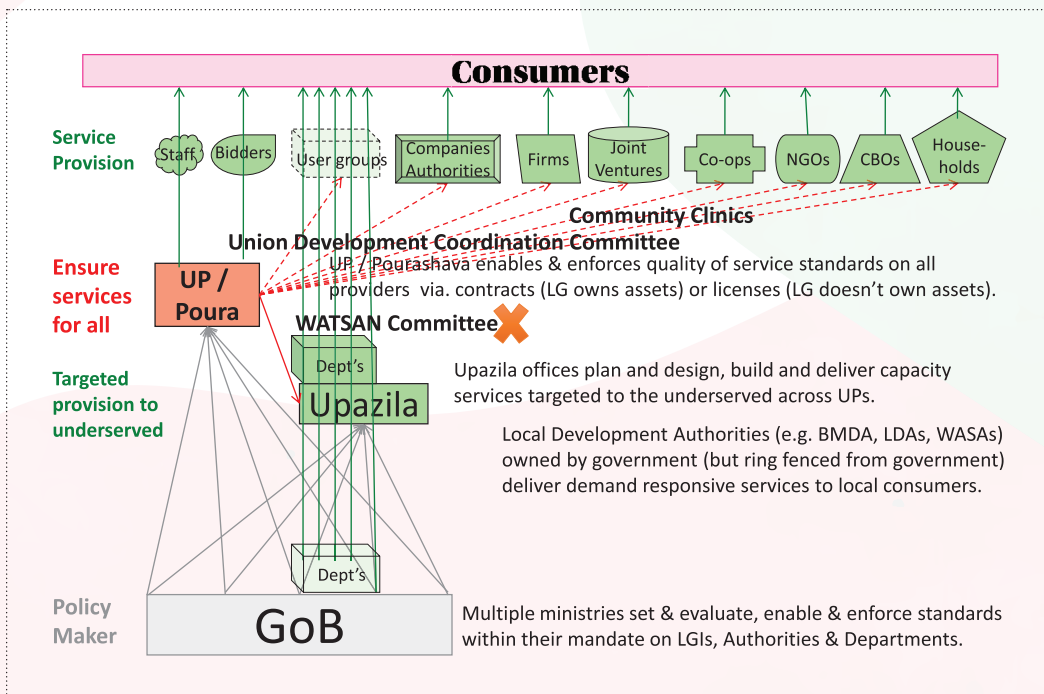 Consumers
Service
Provision
Staff
Bidders
User groups
Companies
Authorities
Firms
Joint
Ventures
Co-ops
NGOs
CBOs
House-
holds
Community Clinics
Union Development Coordination Committee
Ensure
services
for all
UP /
Poura
UP / Pourashava enables & enforces quality of service standards on all
providers via. contracts (LG owns assets) or licenses (LG doesn't own assets).
WATSAN Committee
Targeted
provision to
underserved
Dept's
Upazila
Upazila offices plan and design, build and deliver capacity
services targeted to the underserved across UPs.
Local Development Authorities (e.g. BMDA, LDAs, WASAs)
owned by government (but ring fenced from government)
deliver demand responsive services to local consumers.
Dept's
Policy
Maker
GoB
Multiple ministries set & evaluate, enable & enforce standards
within their mandate on LGIs, Authorities & Departments.